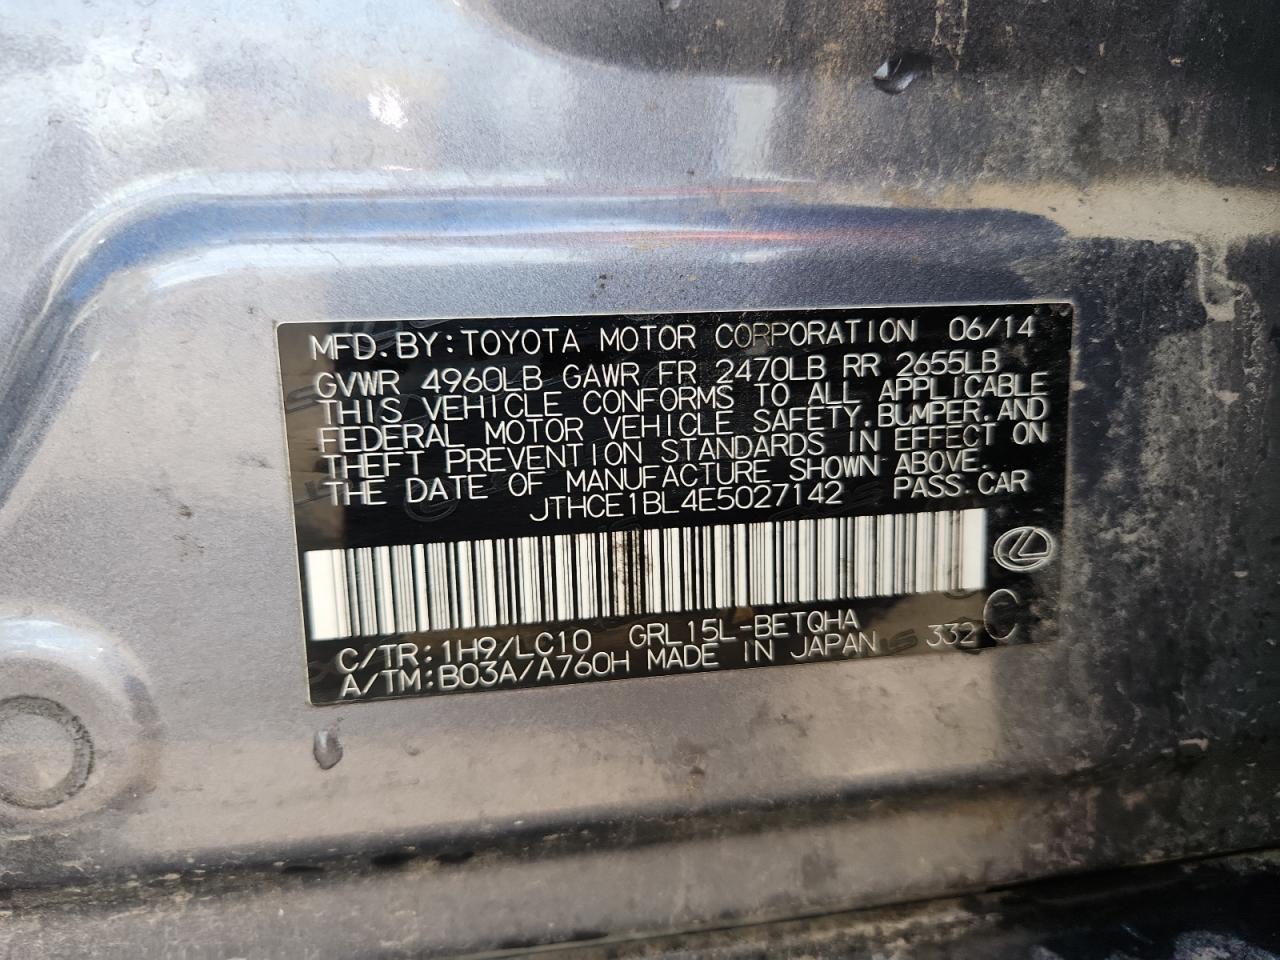 MFD.BY:TOYOTA MOTOR CORPORATION 06/14
GVWR 4960LB GAWR FR 2470LB RR 2655LB
THIS VEHICLE CONFORMS TO ALL APPLICABLE
FEDERAL MOTOR VEHICLE SAFETY.BUMPER.AND
THEFT PREVENTION STANDARDS IN EFFECT ON
THE DATE OF MANUFACTURE SHOWN ABOVE.
JTHCE1BL4E5027142 PASS.CAR
C/TR:1H9/LC10 GRL15L-BETQHA
A/TM:B03A/A760H MADE IN JAPAN 332 C